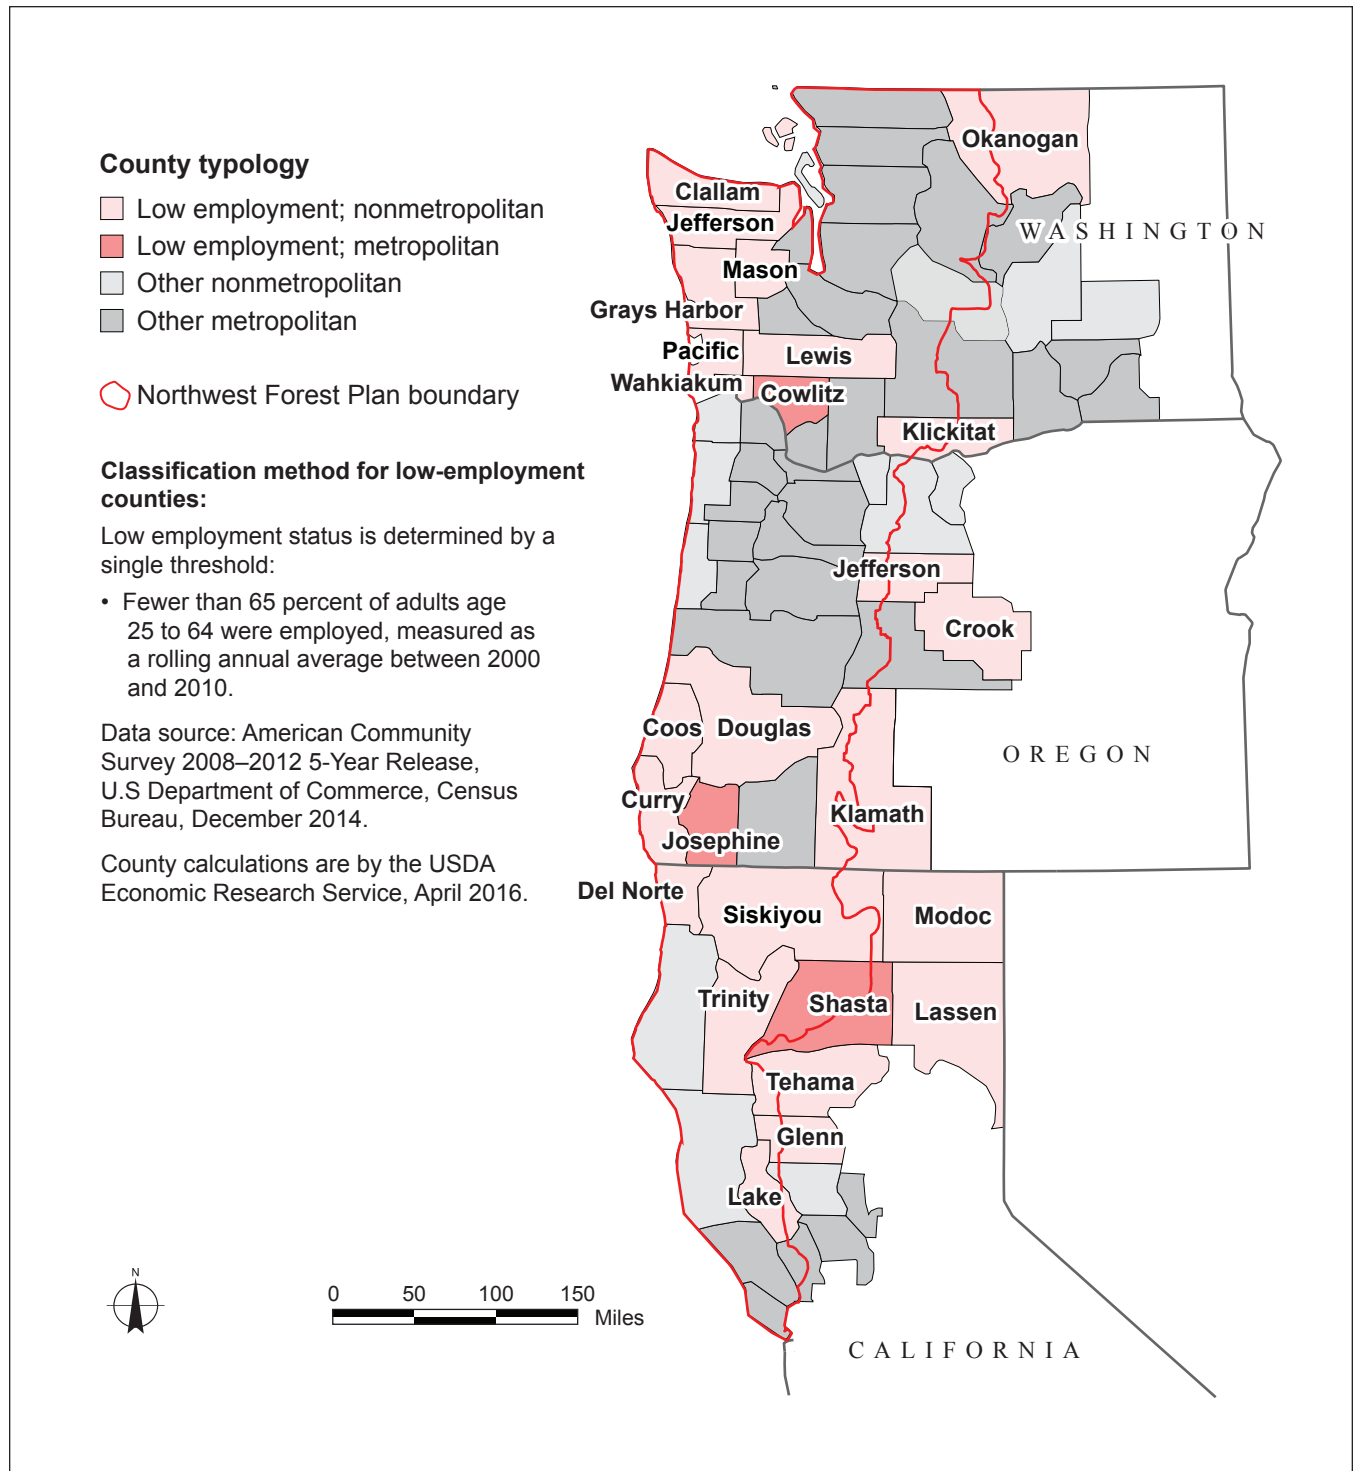 County typology
Low employment; nonmetropolitan
Low employment; metropolitan
Other nonmetropolitan
Other metropolitan
Northwest Forest Plan boundary
Classification method for low-employment
counties:
Low employment status is determined by a
single threshold:
• Fewer than 65 percent of adults age
25 to 64 were employed, measured as
a rolling annual average between 2000
and 2010.
Data source: American Community
Survey 2008–2012 5-Year Release,
U.S Department of Commerce, Census
Bureau, December 2014.
County calculations are by the USDA
Economic Research Service, April 2016.
Okanogan
Clallam
Jefferson
WASHINGTON
Mason
Grays Harbor
Pacific
Lewis
Wahkiakum
Cowlitz
Klickitat
Jefferson
Crook
Coos
Douglas
OREGON
Curry
Klamath
Josephine
Del Norte
Siskiyou
Modoc
Trinity
Shasta
Lassen
Tehama
Glenn
Lake
N
0 50 100 150
Miles
CALIFORNIA